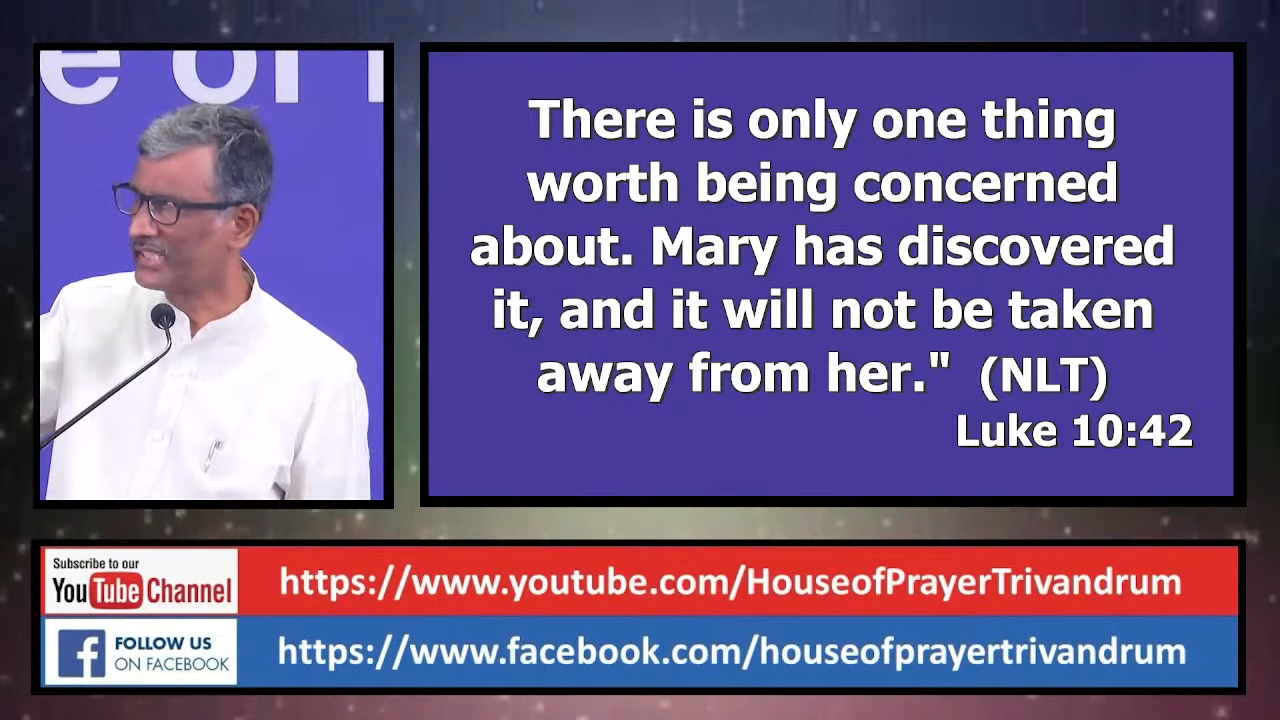 e of
There is only one thing
worth being concerned
about. Mary has discovered
it, and it will not be taken
away from her." (NLT)
Luke 10:42
Subscribe to our
YouTube Channel
https://www.youtube.com/HouseofPrayerTrivandrum
FOLLOW US
ON FACEBOOK
https://www.facebook.com/houseofprayertrivandrum